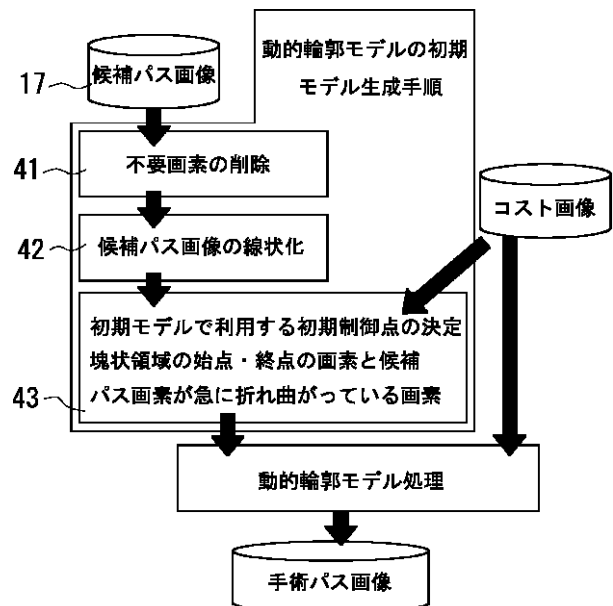 動的輪郭モデルの初期
モデル生成手順
17
候補パス画像
41
不要画素の削除
コスト画像
42
候補パス画像の線状化
初期モデルで利用する初期制御点の決定
塊状領域の始点・終点の画素と候補
パス画素が急に折れ曲がっている画素
43
動的輪郭モデル処理
手術パス画像